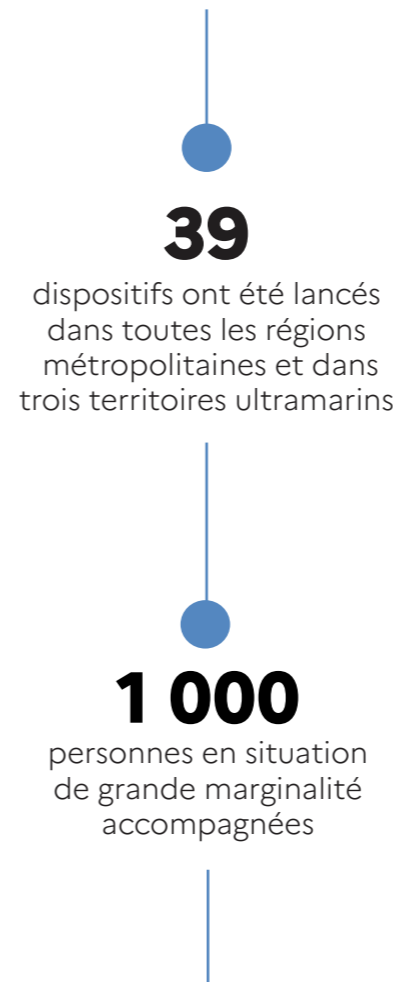 39
dispositifs ont été lancés
dans toutes les régions
métropolitaines et dans
trois territoires ultramarins
1 000
personnes en situation
de grande marginalité
accompagnées